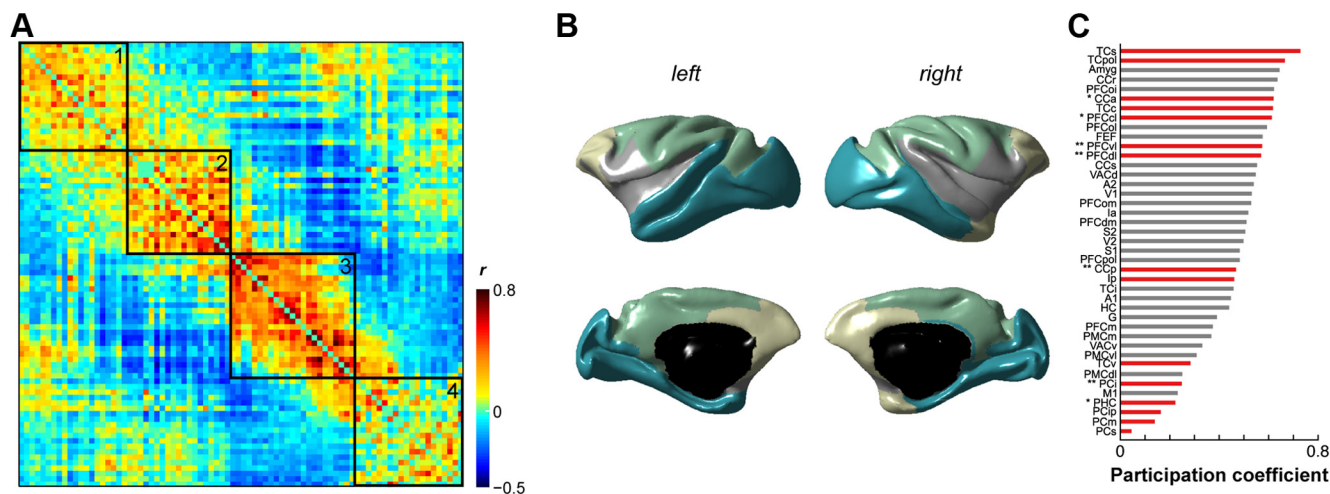 A
1
2
3
4
r
0.8
0
−0.5
B
left
right
C
TCs
TCpol
Amyg
CCr
PFCoi
* CCa
TCc
* PFCcl
PFCol
FEF
** PFCvl
** PFCdl
CCs
VACd
A2
V1
PFCom
Ia
PFCdm
S2
V2
S1
PFCpol
** CCp
Ip
TCi
A1
HC
G
PFCm
PMCm
VACv
PMCvl
TCv
PMCdl
** PCi
M1
* PHC
PCip
PCm
PCs
0
0.8
Participation coefficient